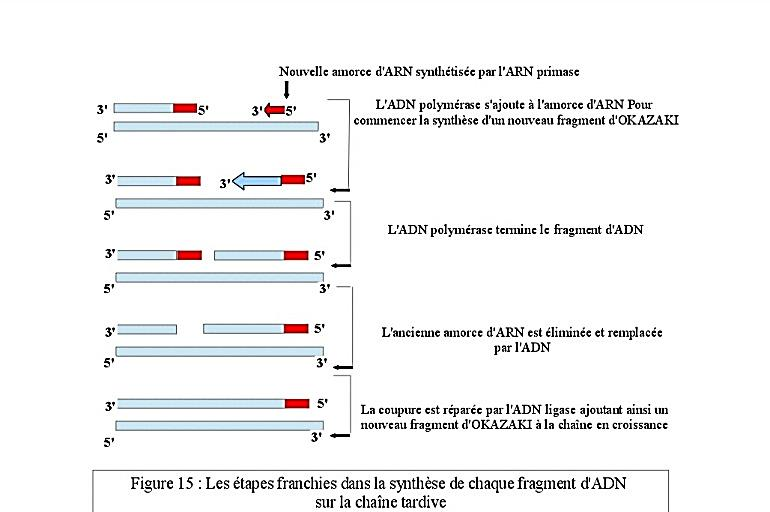 Nouvelle amorce d'ARN synthétisée par l'ARN primase
3' 5' 3' 5'
L'ADN polymérase s'ajoute à l'amorce d'ARN Pour
commencer la synthèse d'un nouveau fragment d'OKAZAKI
5' 3'
3' 3' 5'
5' 3'
L'ADN polymérase termine le fragment d'ADN
3' 5'
5' 3'
3' 5'
L'ancienne amorce d'ARN est éliminée et remplacée
par l'ADN
5' 3'
3' 5'
La coupure est réparée par l'ADN ligase ajoutant ainsi un
nouveau fragment d'OKAZAKI à la chaîne en croissance
5' 3'
Figure 15 : Les étapes franchies dans la synthèse de chaque fragment d'ADN
sur la chaîne tardive